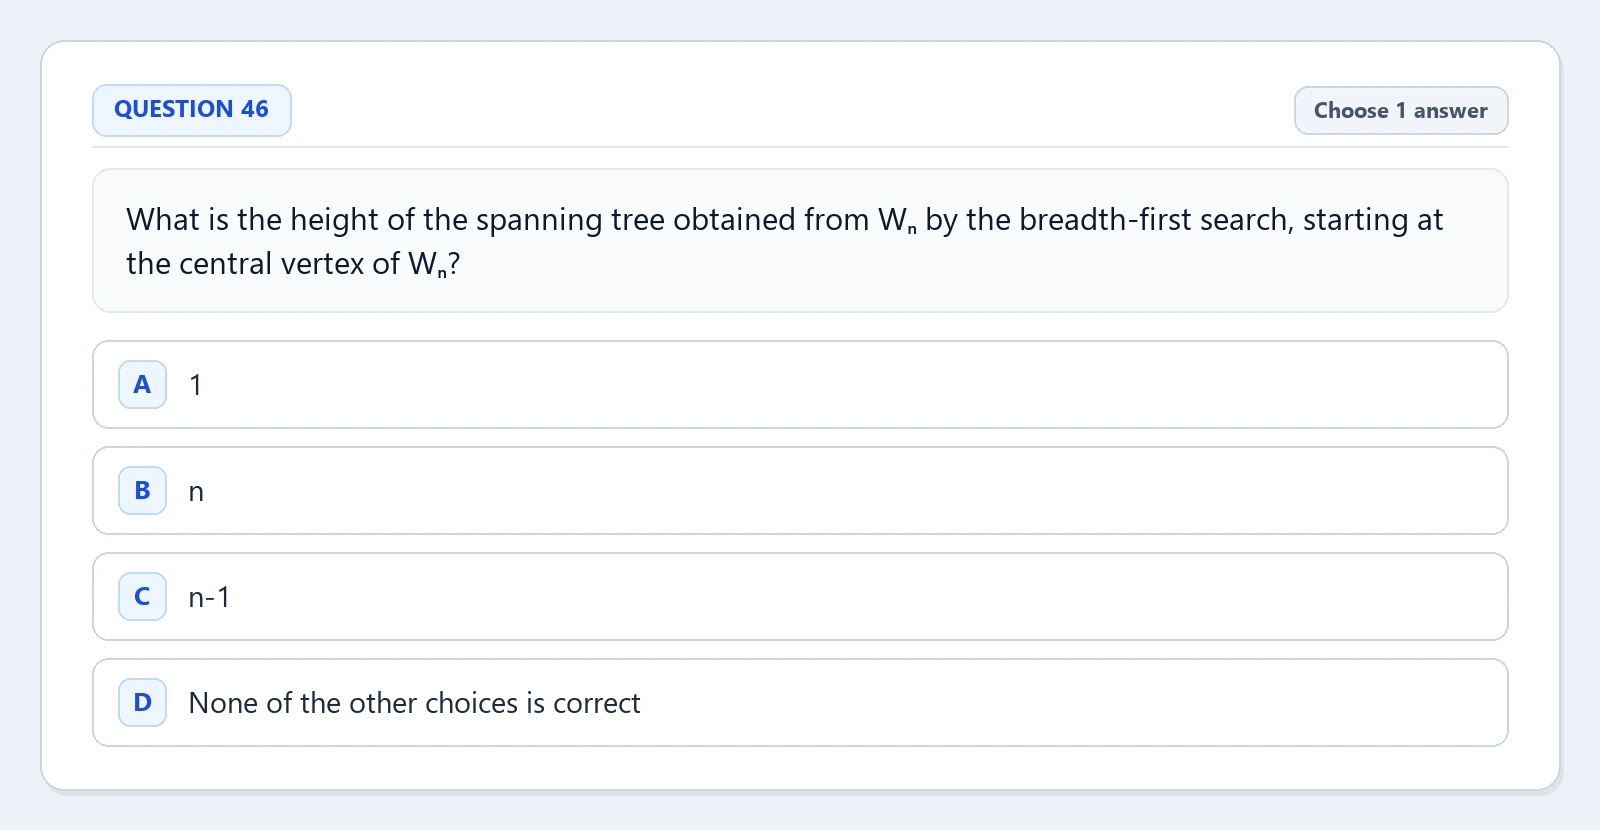 QUESTION 46
Choose 1 answer
What is the height of the spanning tree obtained from Wₙ by the breadth-first search, starting at
the central vertex of Wₙ?
A 1
B n
C n-1
D None of the other choices is correct